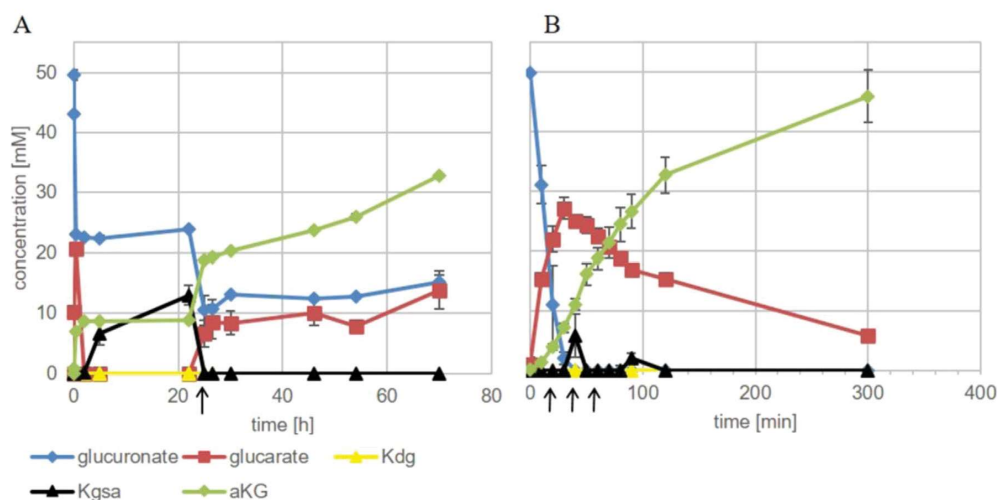 A
B
concentration [mM]
50
40
30
20
10
0
0 20 40 60 80
time [h]
0 100 200 300 400
time [min]
glucuronate glucarate Kdg
Kgsa aKG